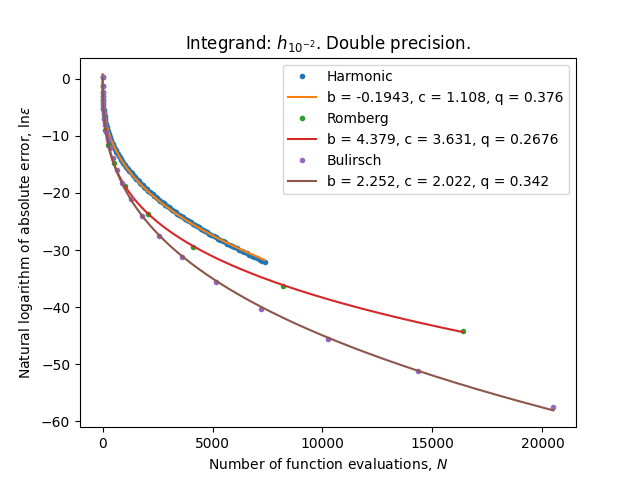 Integrand: $h_{10^{-2}}$. Double precision.
Harmonic
b = -0.1943, c = 1.108, q = 0.376
Romberg
b = 4.379, c = 3.631, q = 0.2676
Bulirsch
b = 2.252, c = 2.022, q = 0.342
Natural logarithm of absolute error, lnε
0
−10
−20
−30
−40
−50
−60
0 5000 10000 15000 20000
Number of function evaluations, N